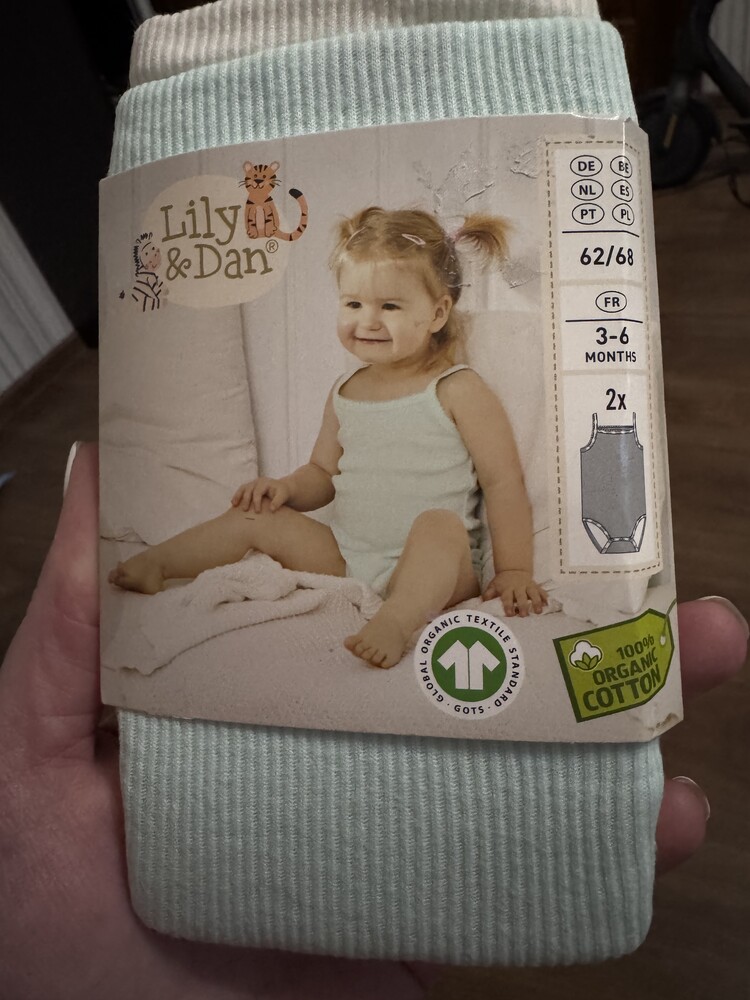 Lily
& Dan®
DE BE
NL ES
PT PL
62/68
FR
3-6
MONTHS
2x
GLOBAL ORGANIC TEXTILE STANDARD · GOTS ·
100%
ORGANIC
COTTON